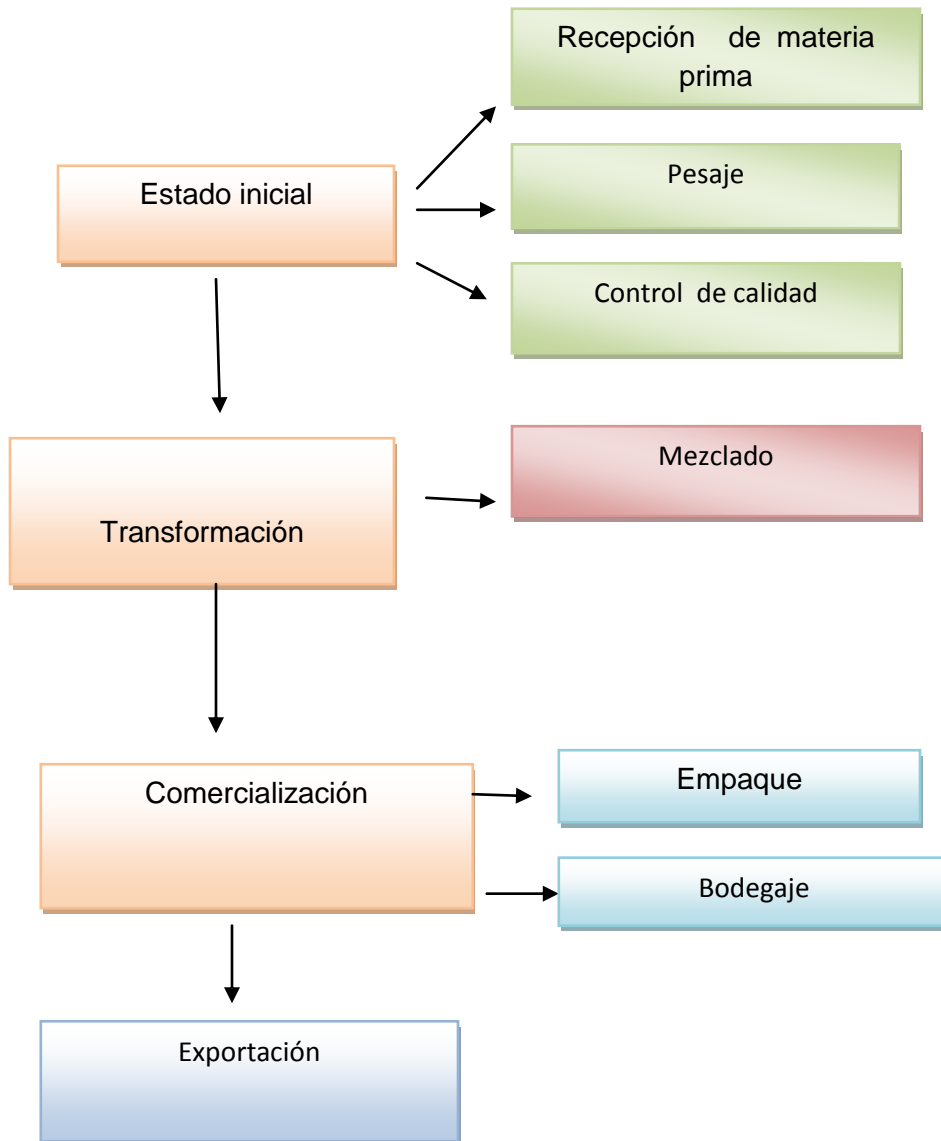 Recepción de materia
prima
Estado inicial
Pesaje
Control de calidad
Transformación
Mezclado
Comercialización
Empaque
Bodegaje
Exportación